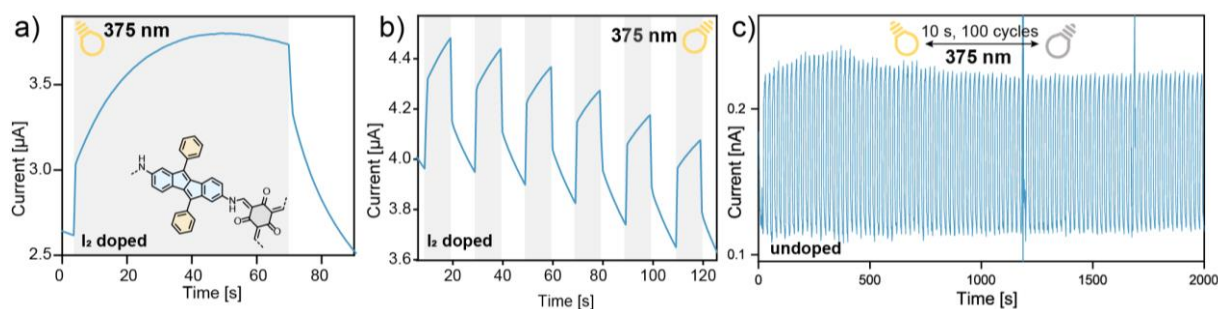 a)
375 nm
Current [µA]
3.5
3.0
2.5
H
N
O
O
N
H
O
I₂ doped
0
20
40
60
80
Time [s]
b)
375 nm
Current [µA]
4.4
4.2
4.0
3.8
3.6
I₂ doped
20
40
60
80
100
120
Time [s]
c)
10 s, 100 cycles
375 nm
Current [nA]
0.2
0.1
undoped
0
500
1000
1500
2000
Time [s]